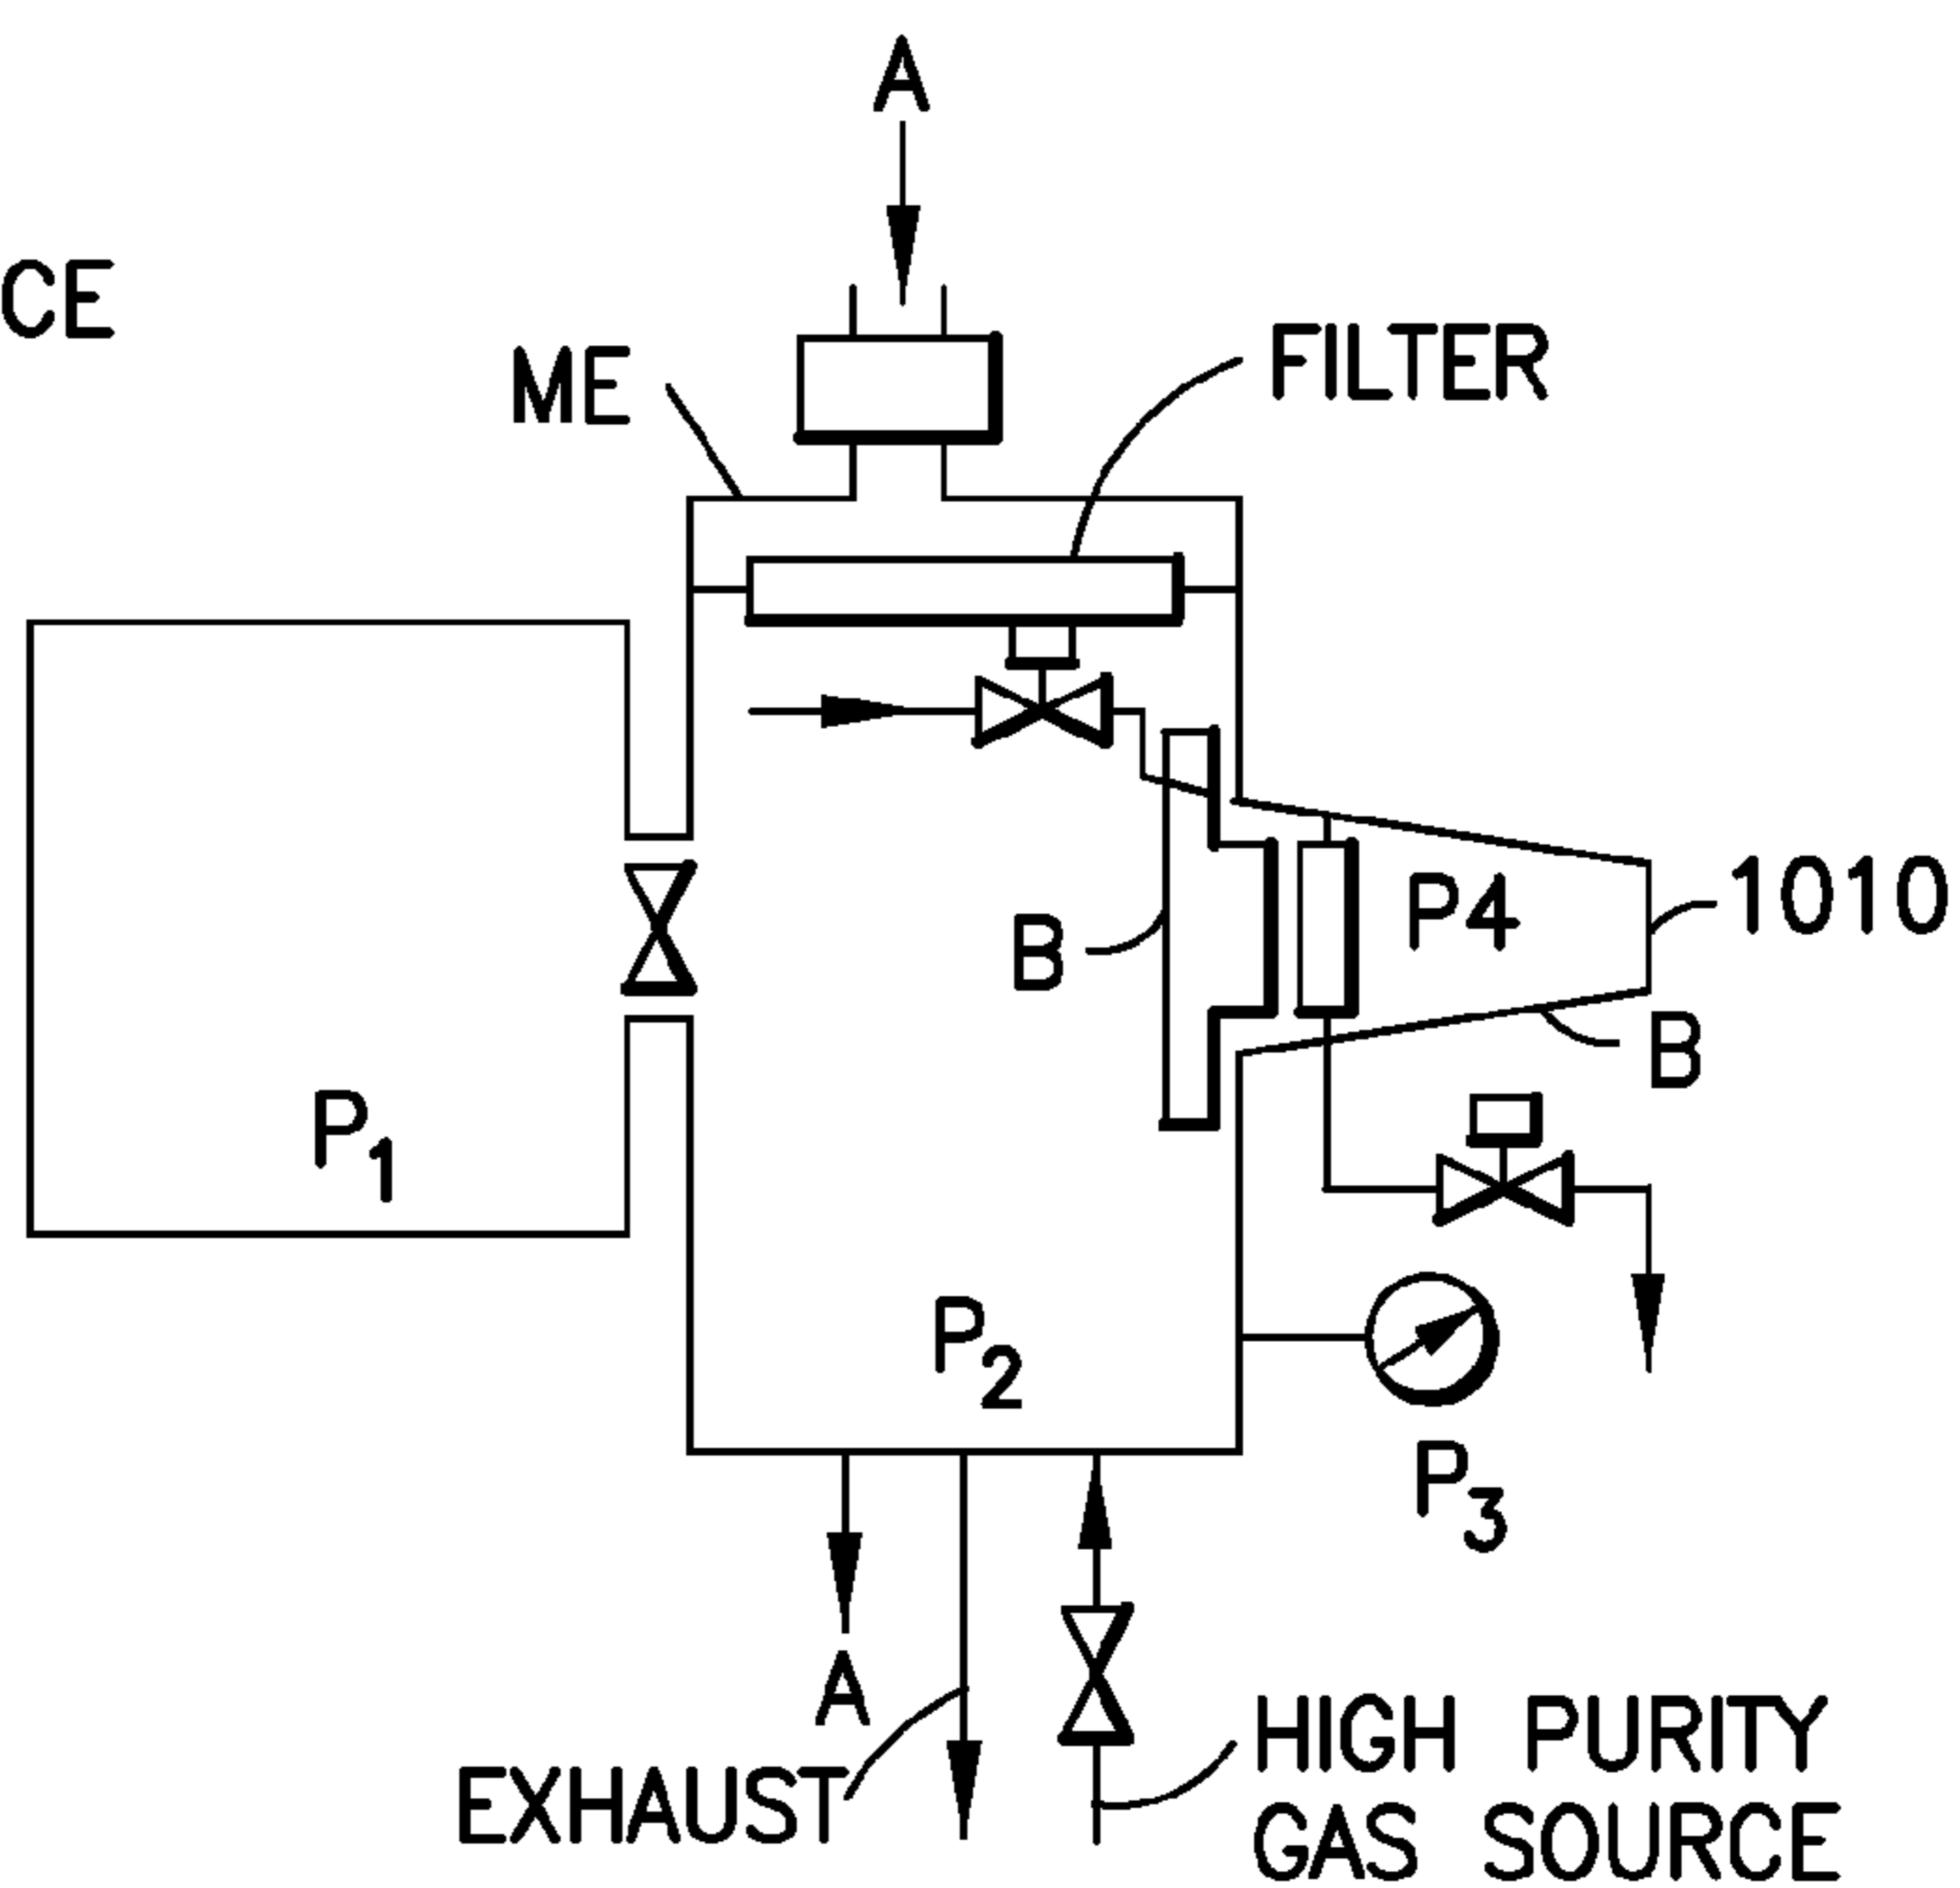 A
CE
ME
FILTER
P4
1010
B
B
P1
P2
P3
A
EXHAUST
HIGH PURITY
GAS SOURCE